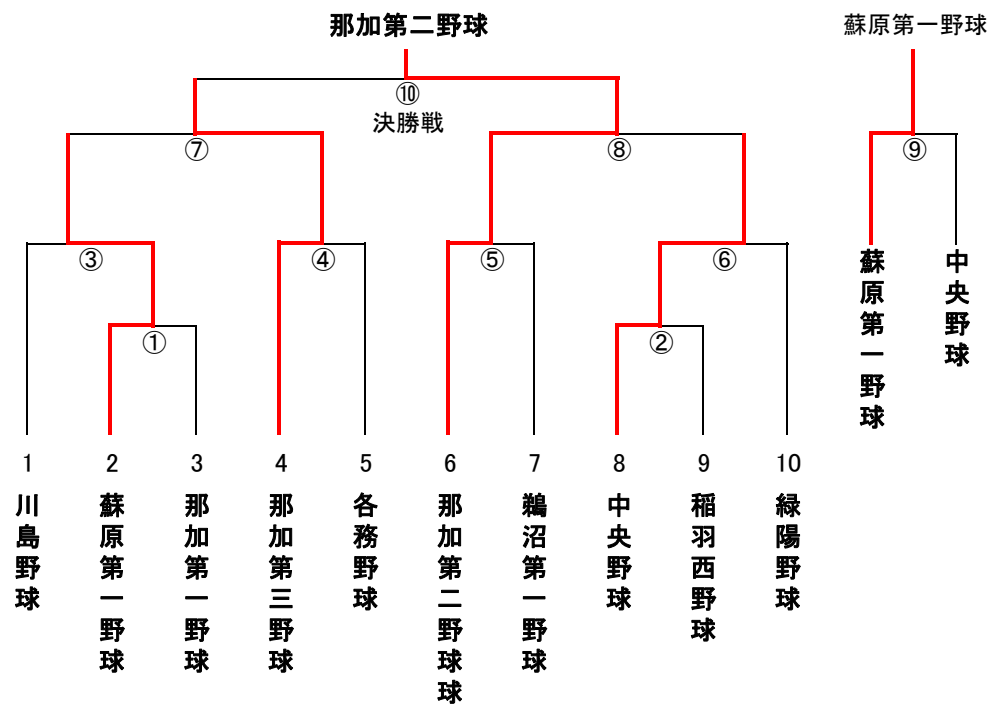 那加第二野球
蘇原第一野球
⑩
決勝戦
⑦
⑧
⑨
③
④
⑤
⑥
蘇原第一野球
中央野球
①
②
1
2
3
4
5
6
7
8
9
10
川島野球
蘇原第一野球
那加第一野球
那加第三野球
各務野球
那加第二野球球
鵜沼第一野球
中央野球
稲羽西野球
緑陽野球